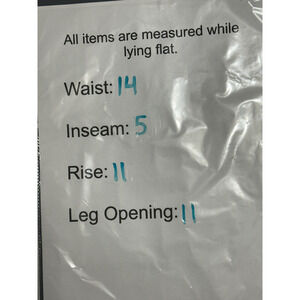 All items are measured while
lying flat.
Waist: 14
Inseam: 5
Rise: 11
Leg Opening: 11